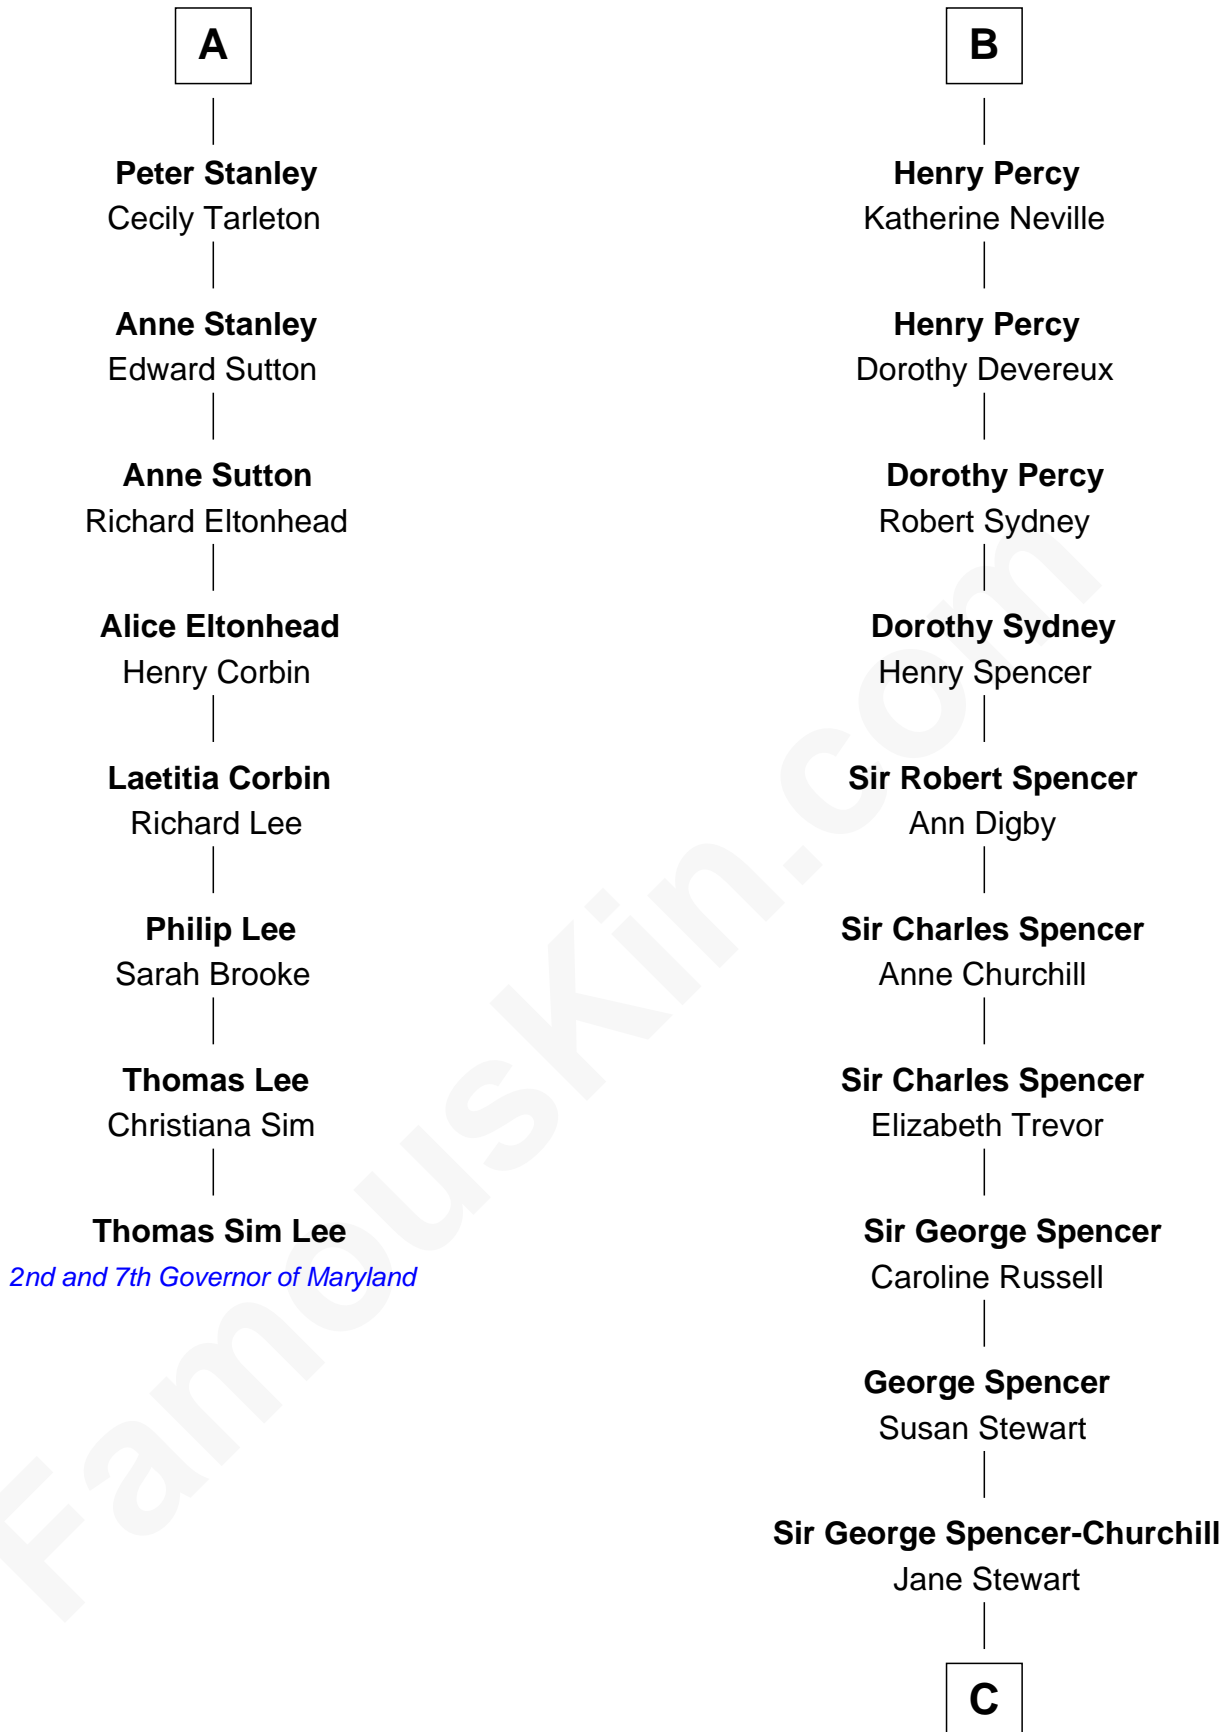 A
Peter Stanley
Cecily Tarleton
Anne Stanley
Edward Sutton
Anne Sutton
Richard Eltonhead
Alice Eltonhead
Henry Corbin
Laetitia Corbin
Richard Lee
Philip Lee
Sarah Brooke
Thomas Lee
Christiana Sim
Thomas Sim Lee
2nd and 7th Governor of Maryland
B
Henry Percy
Katherine Neville
Henry Percy
Dorothy Devereux
Dorothy Percy
Robert Sydney
Dorothy Sydney
Henry Spencer
Sir Robert Spencer
Ann Digby
Sir Charles Spencer
Anne Churchill
Sir Charles Spencer
Elizabeth Trevor
Sir George Spencer
Caroline Russell
George Spencer
Susan Stewart
Sir George Spencer-Churchill
Jane Stewart
C
FamousKin.com